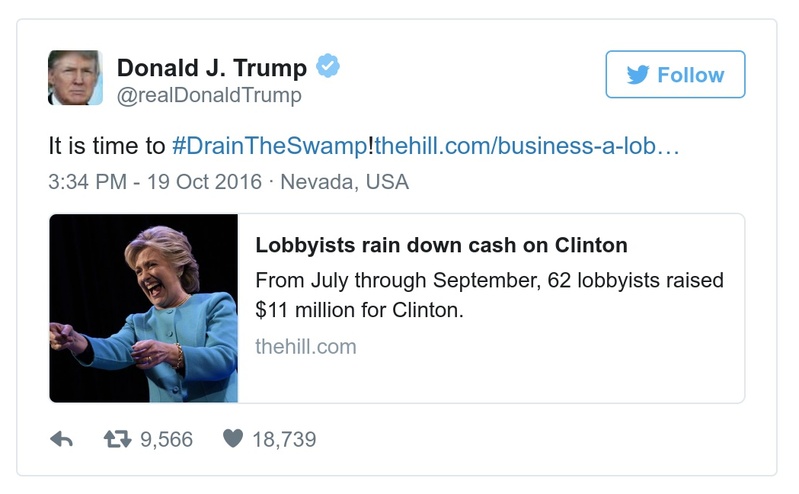 Donald J. Trump
@realDonaldTrump
Follow
It is time to #DrainTheSwamp!thehill.com/business-a-lob…
3:34 PM - 19 Oct 2016 · Nevada, USA
Lobbyists rain down cash on Clinton
From July through September, 62 lobbyists raised
$11 million for Clinton.
thehill.com
9,566 18,739